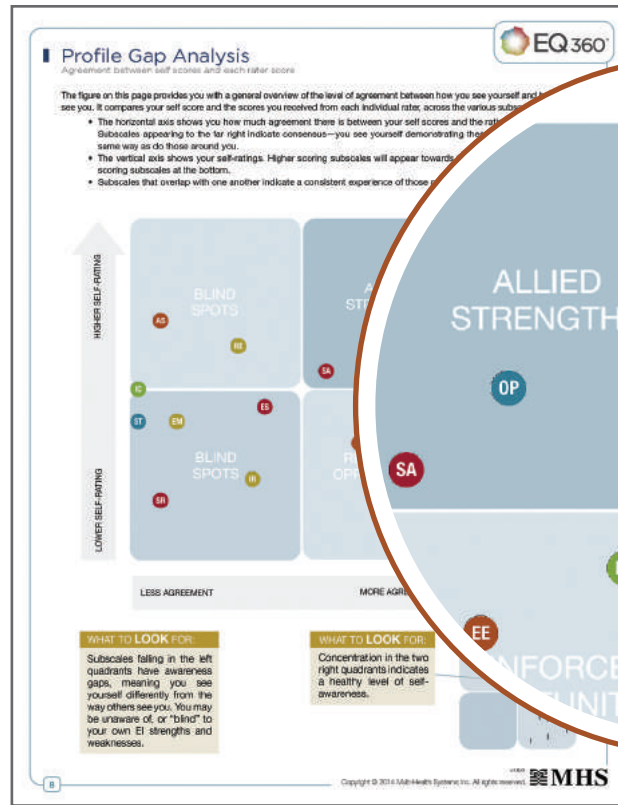 EQ360
Profile Gap Analysis
Agreement between self scores and each rater score
The figure on this page provides you with a general overview of the level of agreement between how you see yourself and
see you. It compares your self score and the scores you received from each individual rater, across the various
• The horizontal axis shows you how much agreement there is between your self scores and the
Subscales appearing to the far right indicate consensus—you see yourself demonstrating
same way as do those around you.
• The vertical axis shows your self-ratings. Higher scoring subscales will appear towards
scoring subscales at the bottom.
• Subscales that overlap with one another indicate a consistent experience of those
HIGHER SELF-RATING
LOWER SELF-RATING
BLIND
SPOTS
AS
RE
SA
IC
ST
EM
ES
BLIND
SPOTS
IR
SR
ALLIED
STRENGTH
OP
SA
EE
NFORCE
UNIT
LESS AGREEMENT
MORE AGRE
WHAT TO LOOK FOR:
Subscales falling in the left
quadrants have awareness
gaps, meaning you see
yourself differently from the
way others see you. You may
be unaware of, or "blind" to
your own EI strengths and
weaknesses.
WHAT TO LOOK FOR:
Concentration in the two
right quadrants indicates
a healthy level of self-
awareness.
8
Copyright © 2014 Multi-Health Systems Inc. All rights reserved.
MHS